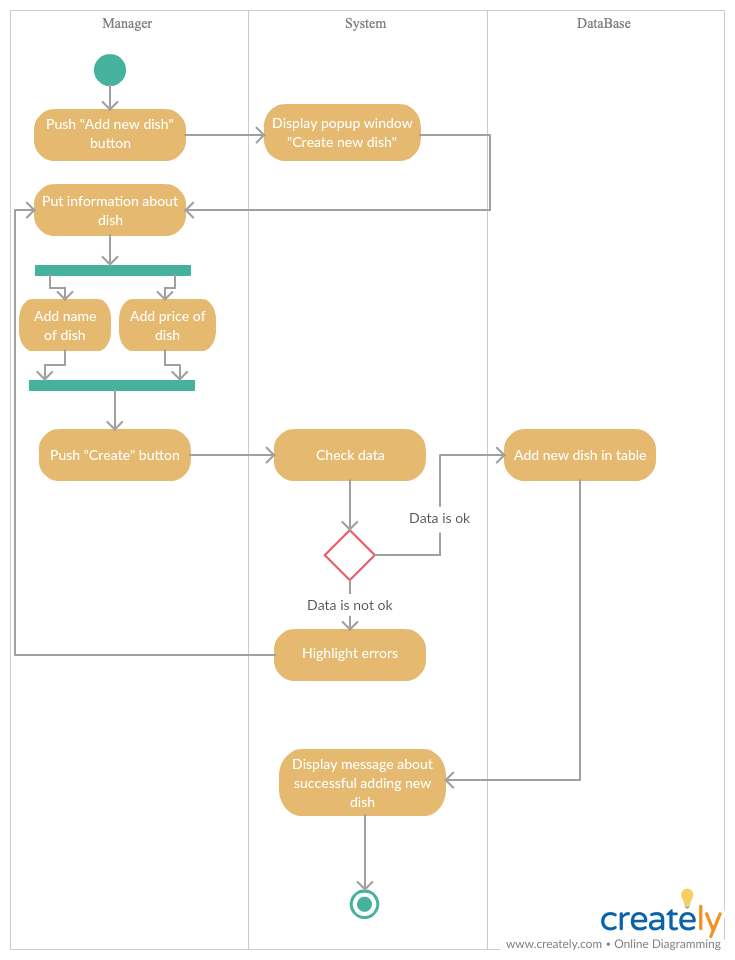 Manager
System
DataBase
Push "Add new dish"
button
Display popup window
"Create new dish"
Put information about
dish
Add name
of dish
Add price of
dish
Push "Create" button
Check data
Add new dish in table
Data is ok
Data is not ok
Highlight errors
Display message about
successful adding new
dish
creately
www.creately.com • Online Diagramming